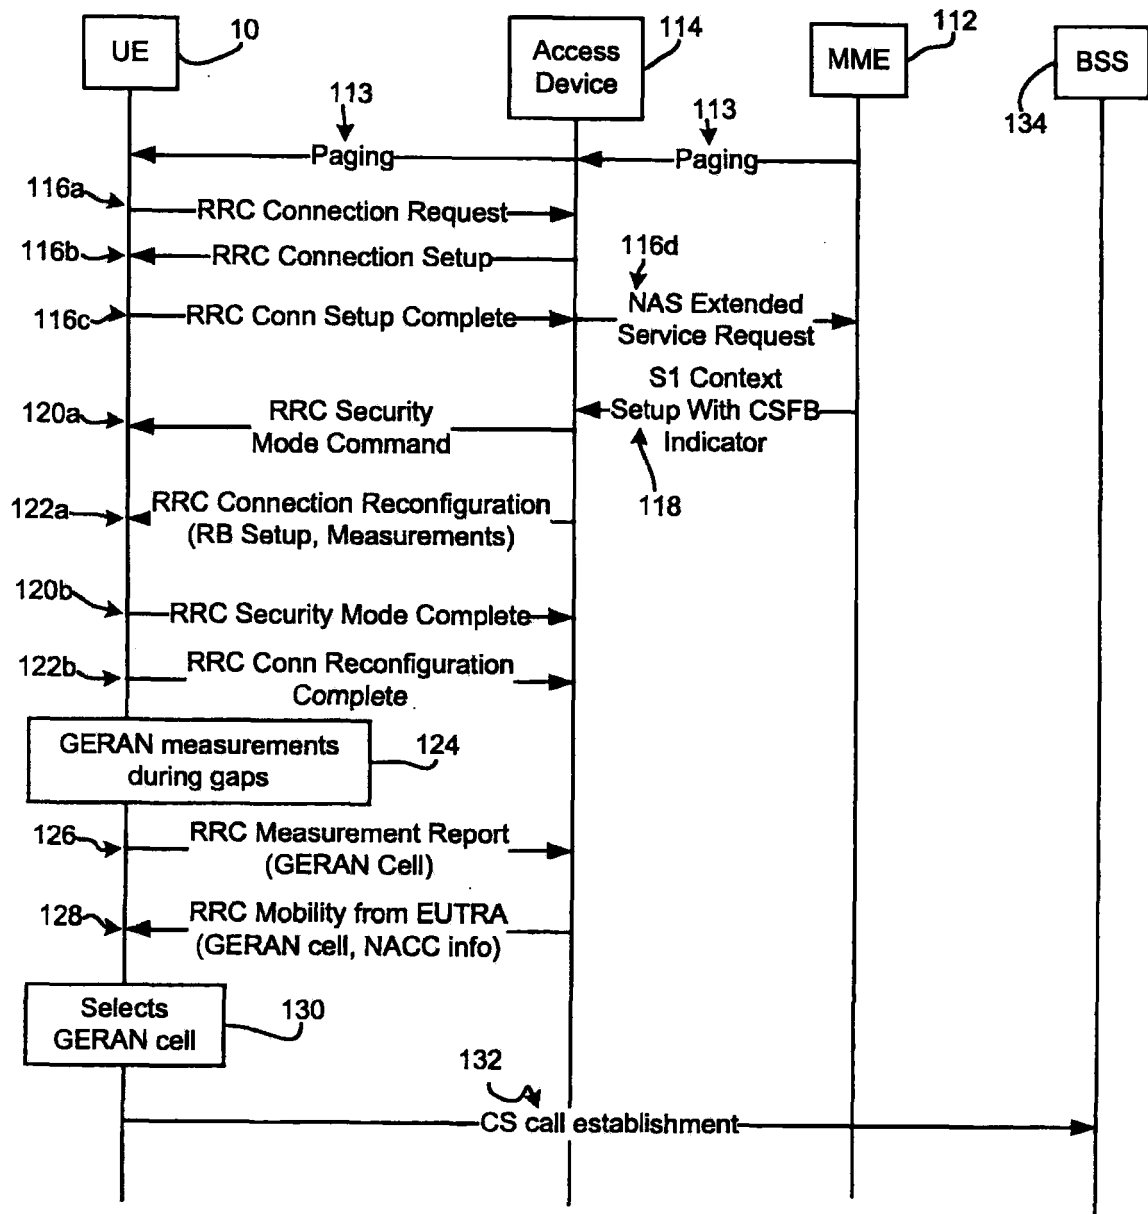 UE
10
Access
Device
114
MME
112
BSS
134
113
113
Paging
Paging
116a
RRC Connection Request
116b
RRC Connection Setup
116d
116c
RRC Conn Setup Complete
NAS Extended
Service Request
S1 Context
Setup With CSFB
Indicator
118
120a
RRC Security
Mode Command
122a
RRC Connection Reconfiguration
(RB Setup, Measurements)
120b
RRC Security Mode Complete
122b
RRC Conn Reconfiguration
Complete
GERAN measurements
during gaps
124
126
RRC Measurement Report
(GERAN Cell)
128
RRC Mobility from EUTRA
(GERAN cell, NACC info)
Selects
GERAN cell
130
132
CS call establishment